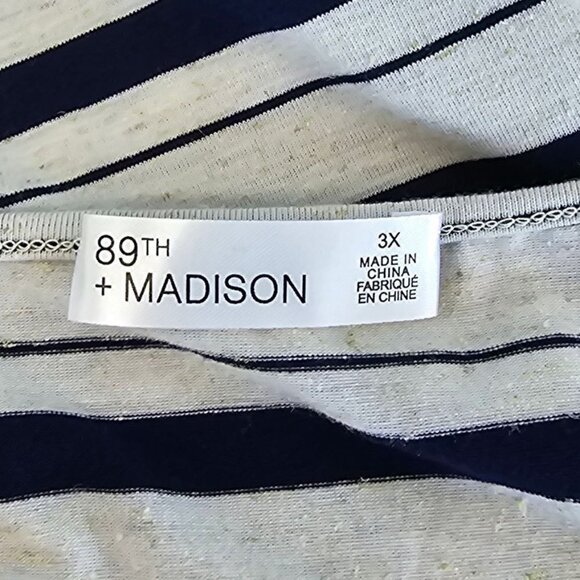 89TH
+ MADISON
3X
MADE IN
CHINA
FABRIQUÉ
EN CHINE